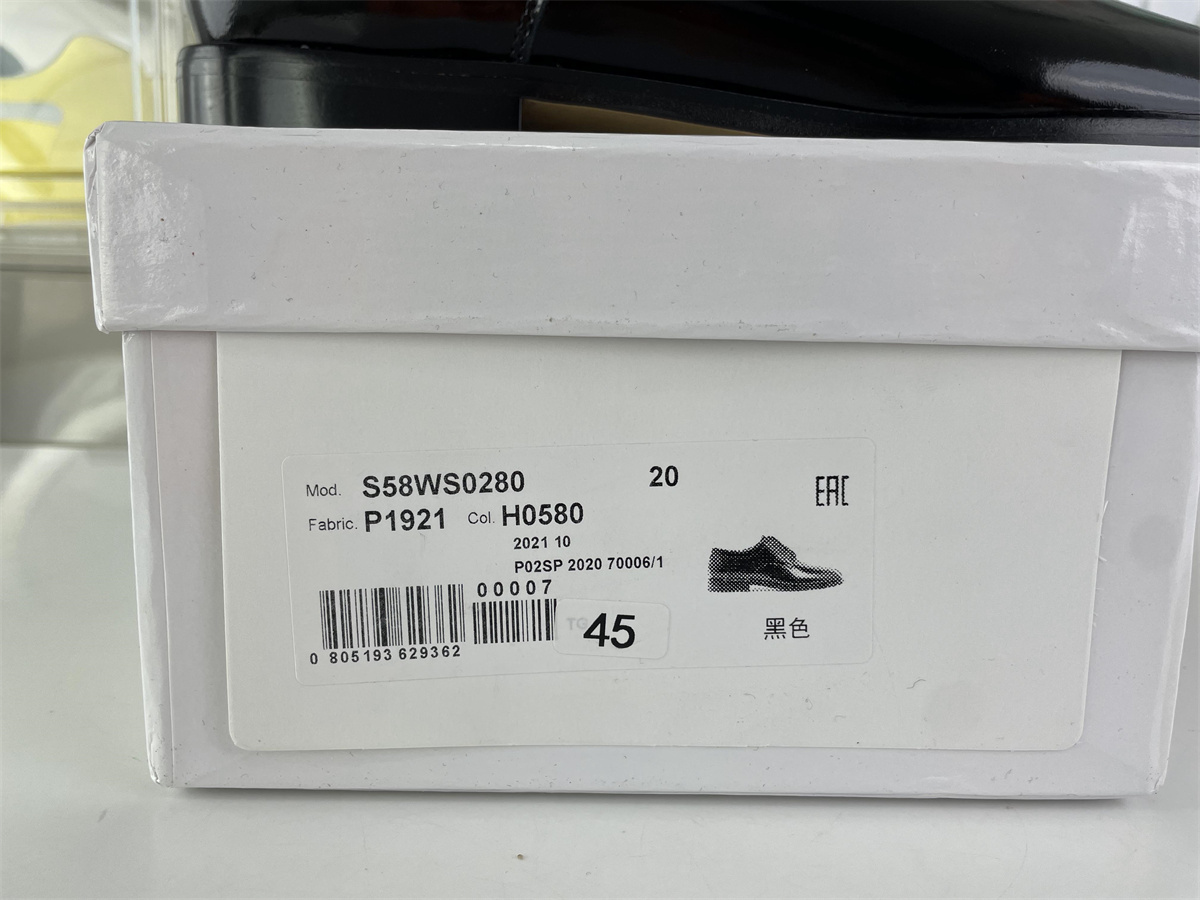 Mod. S58WS0280 20
EAC
Fabric. P1921 Col. H0580
2021 10
P02SP 2020 70006/1
00007
TG 45
黑色
0 805193 629362